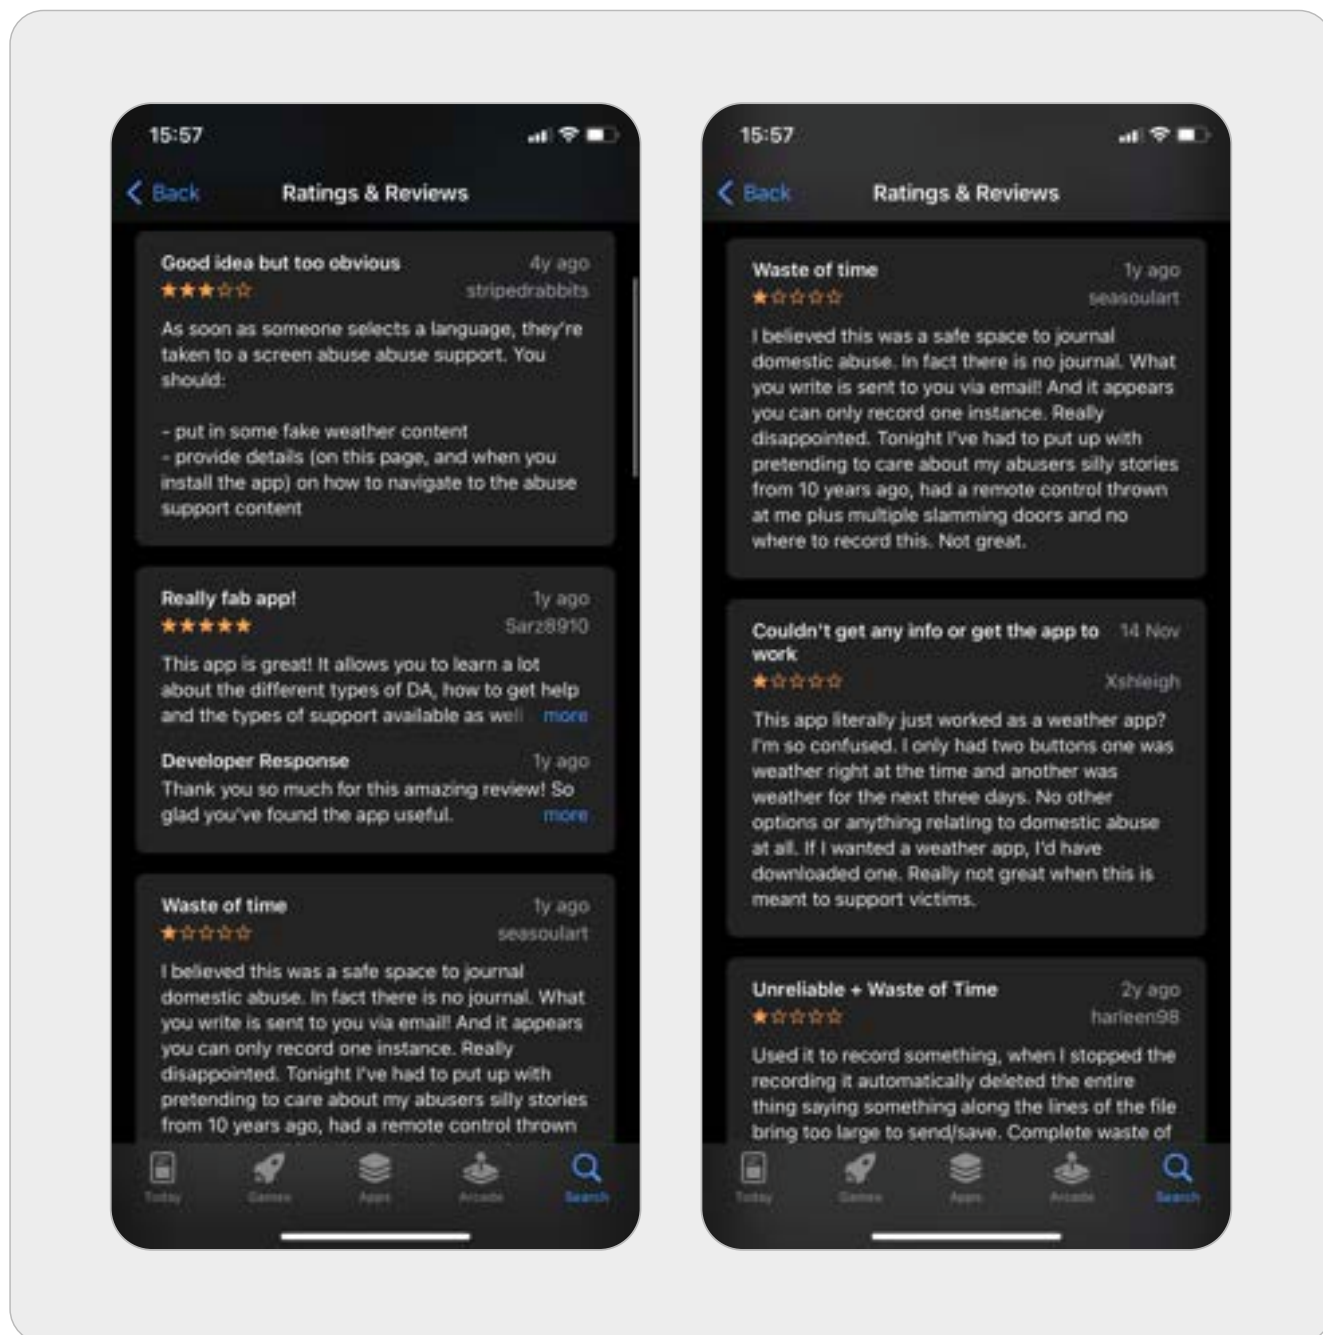 15:57
Back
Ratings & Reviews
Good idea but too obvious
4y ago
stripedrabbits
As soon as someone selects a language, they're
taken to a screen abuse abuse support. You
should:
- put in some fake weather content
- provide details (on this page, and when you
install the app) on how to navigate to the abuse
support content
Really fab app!
1y ago
Sarz8910
This app is great! It allows you to learn a lot
about the different types of DA, how to get help
and the types of support available as well more
Developer Response
1y ago
Thank you so much for this amazing review! So
glad you've found the app useful. more
Waste of time
1y ago
seasoulart
I believed this was a safe space to journal
domestic abuse. In fact there is no journal. What
you write is sent to you via email! And it appears
you can only record one instance. Really
disappointed. Tonight I've had to put up with
pretending to care about my abusers silly stories
from 10 years ago, had a remote control thrown
Today
Games
Apps
Arcade
Search
15:57
Back
Ratings & Reviews
Waste of time
1y ago
seasoulart
I believed this was a safe space to journal
domestic abuse. In fact there is no journal. What
you write is sent to you via email! And it appears
you can only record one instance. Really
disappointed. Tonight I've had to put up with
pretending to care about my abusers silly stories
from 10 years ago, had a remote control thrown
at me plus multiple slamming doors and no
where to record this. Not great.
Couldn't get any info or get the app to
work
14 Nov
Xshleigh
This app literally just worked as a weather app?
I'm so confused. I only had two buttons one was
weather right at the time and another was
weather for the next three days. No other
options or anything relating to domestic abuse
at all. If I wanted a weather app, I'd have
downloaded one. Really not great when this is
meant to support victims.
Unreliable + Waste of Time
2y ago
harleen98
Used it to record something, when I stopped the
recording it automatically deleted the entire
thing saying something along the lines of the file
bring too large to send/save. Complete waste of
Today
Games
Apps
Arcade
Search